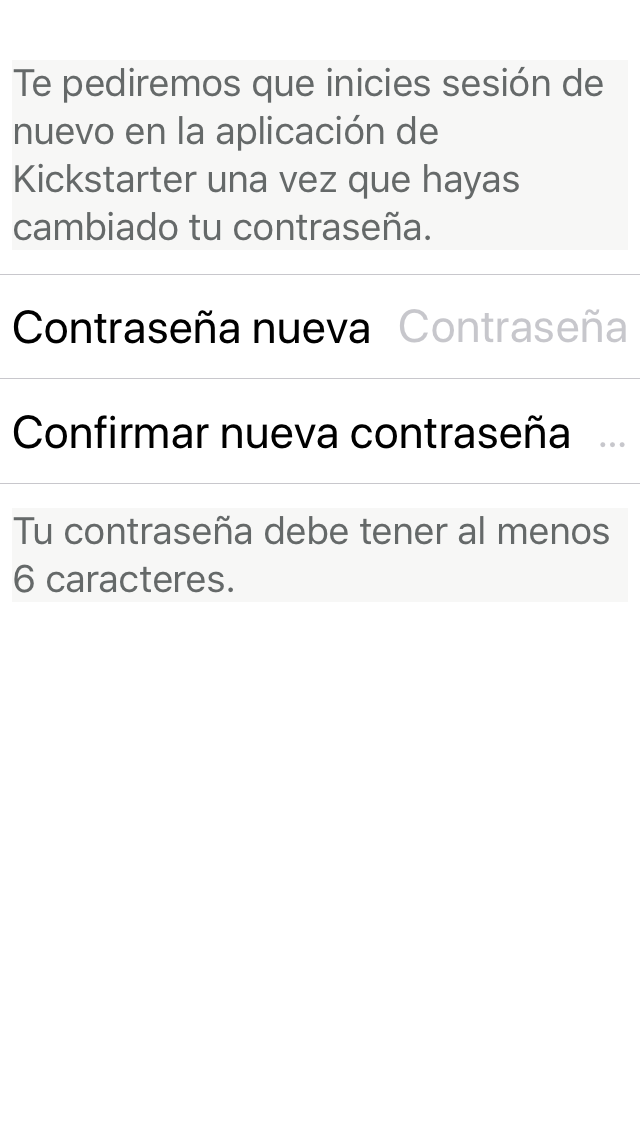 Te pediremos que inicies sesión de
nuevo en la aplicación de
Kickstarter una vez que hayas
cambiado tu contraseña.
Contraseña nueva Contraseña
Confirmar nueva contraseña ...
Tu contraseña debe tener al menos
6 caracteres.